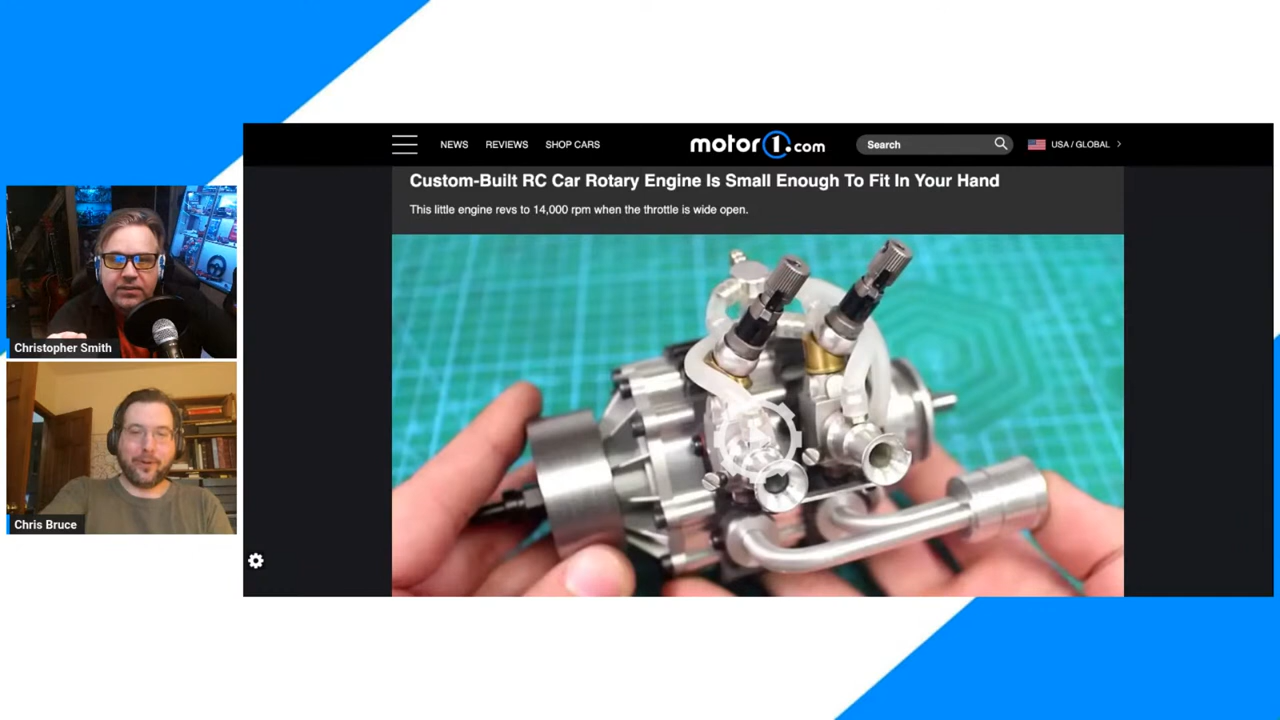 NEWS REVIEWS SHOP CARS motor1.com Search USA / GLOBAL
Custom-Built RC Car Rotary Engine Is Small Enough To Fit In Your Hand
This little engine revs to 14,000 rpm when the throttle is wide open.
Christopher Smith
Chris Bruce